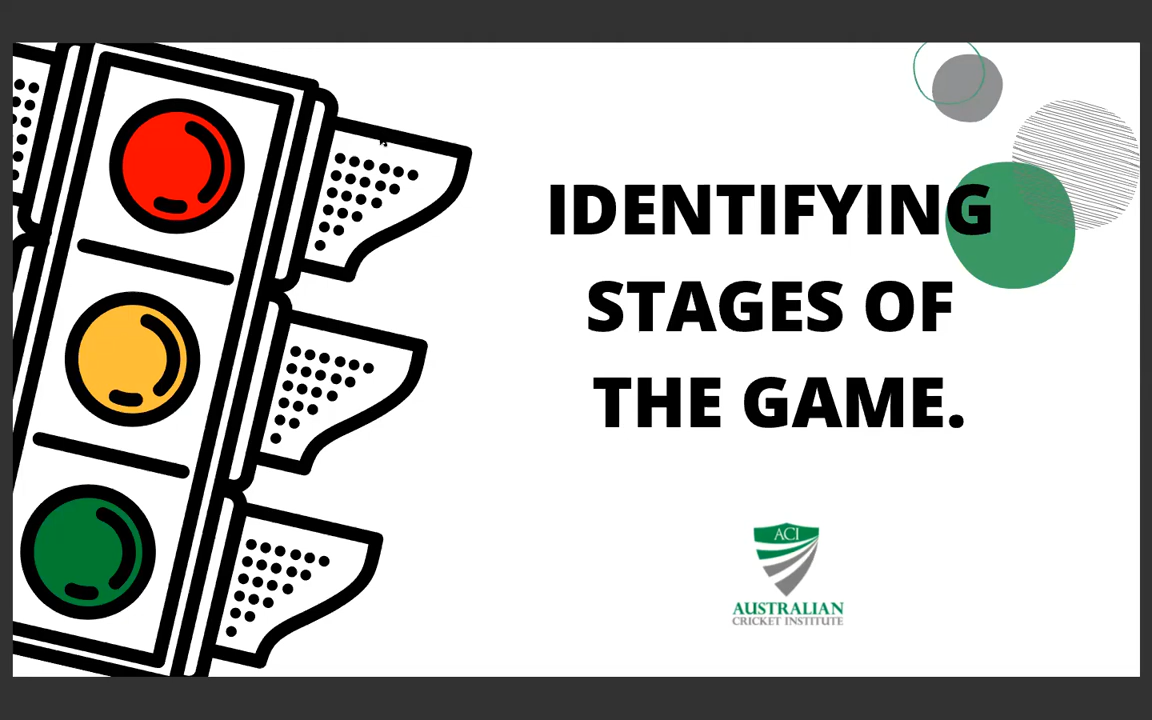 IDENTIFYING
STAGES OF
THE GAME.
ACI
AUSTRALIAN
CRICKET INSTITUTE